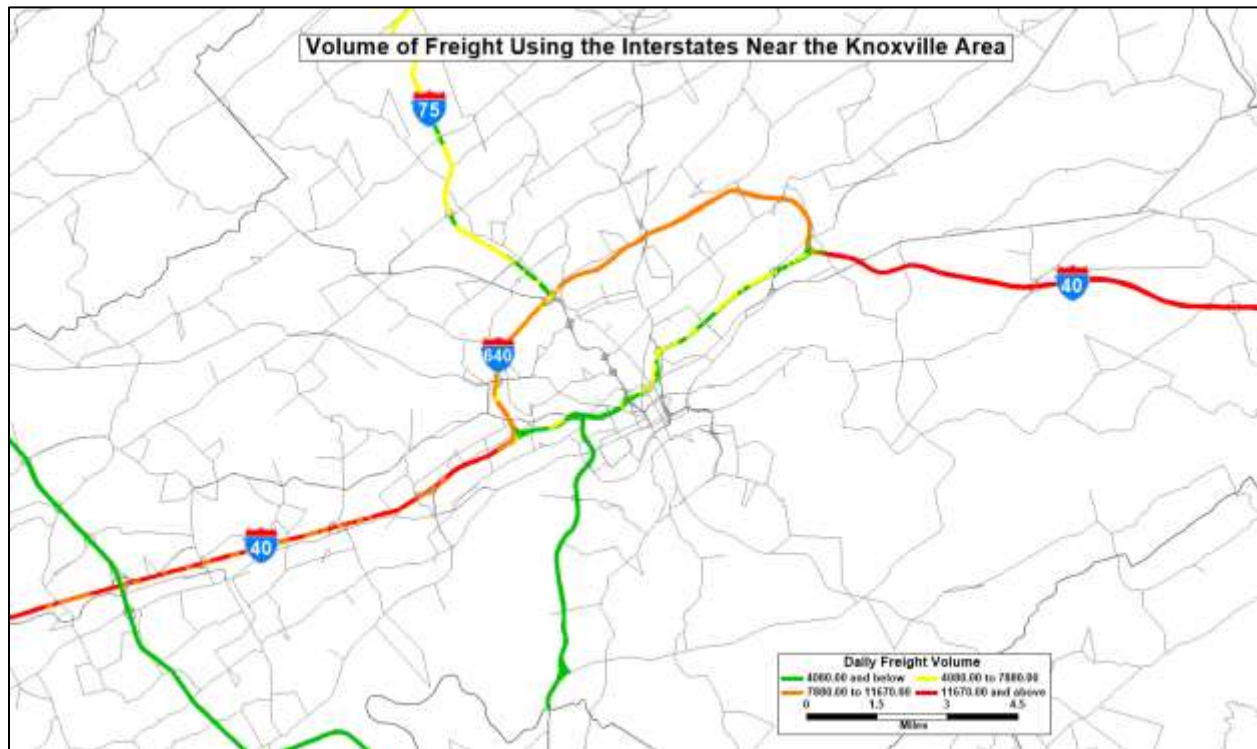 Volume of Freight Using the Interstates Near the Knoxville Area
75
40
640
40
Daily Freight Volume
4080.00 and below 4080.00 to 7880.00
7880.00 to 11670.00 11670.00 and above
0 1.5 3 4.5
Miles